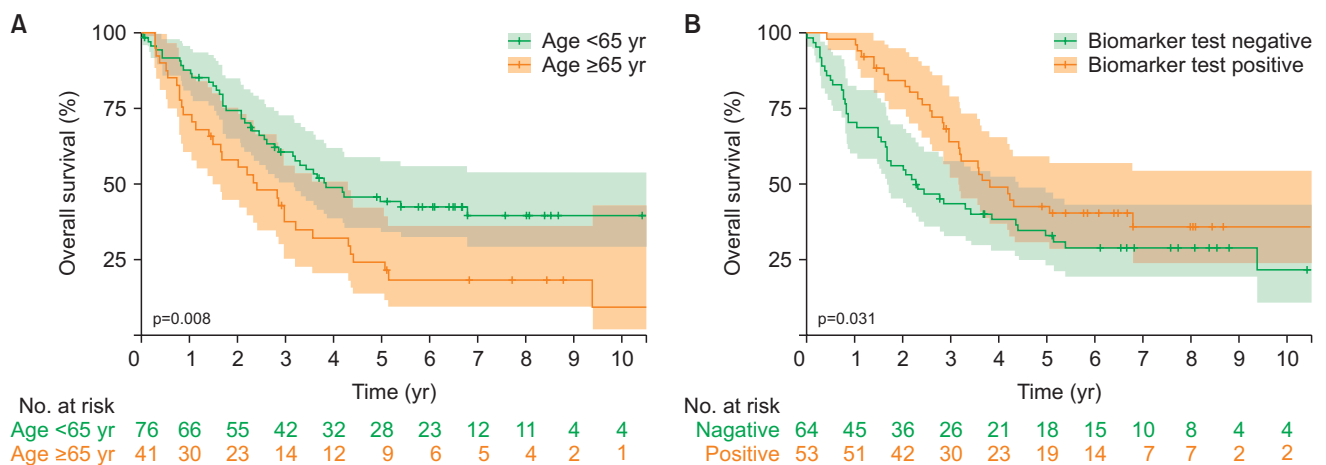 A
100
75
50
25
Overall survival (%)
Age <65 yr
Age ≥65 yr
p=0.008
0 1 2 3 4 5 6 7 8 9 10
Time (yr)
No. at risk
Age <65 yr 76 66 55 42 32 28 23 12 11 4 4
Age ≥65 yr 41 30 23 14 12 9 6 5 4 2 1
B
100
75
50
25
Overall survival (%)
Biomarker test negative
Biomarker test positive
p=0.031
0 1 2 3 4 5 6 7 8 9 10
Time (yr)
No. at risk
Nagative 64 45 36 26 21 18 15 10 8 4 4
Positive 53 51 42 30 23 19 14 7 7 2 2